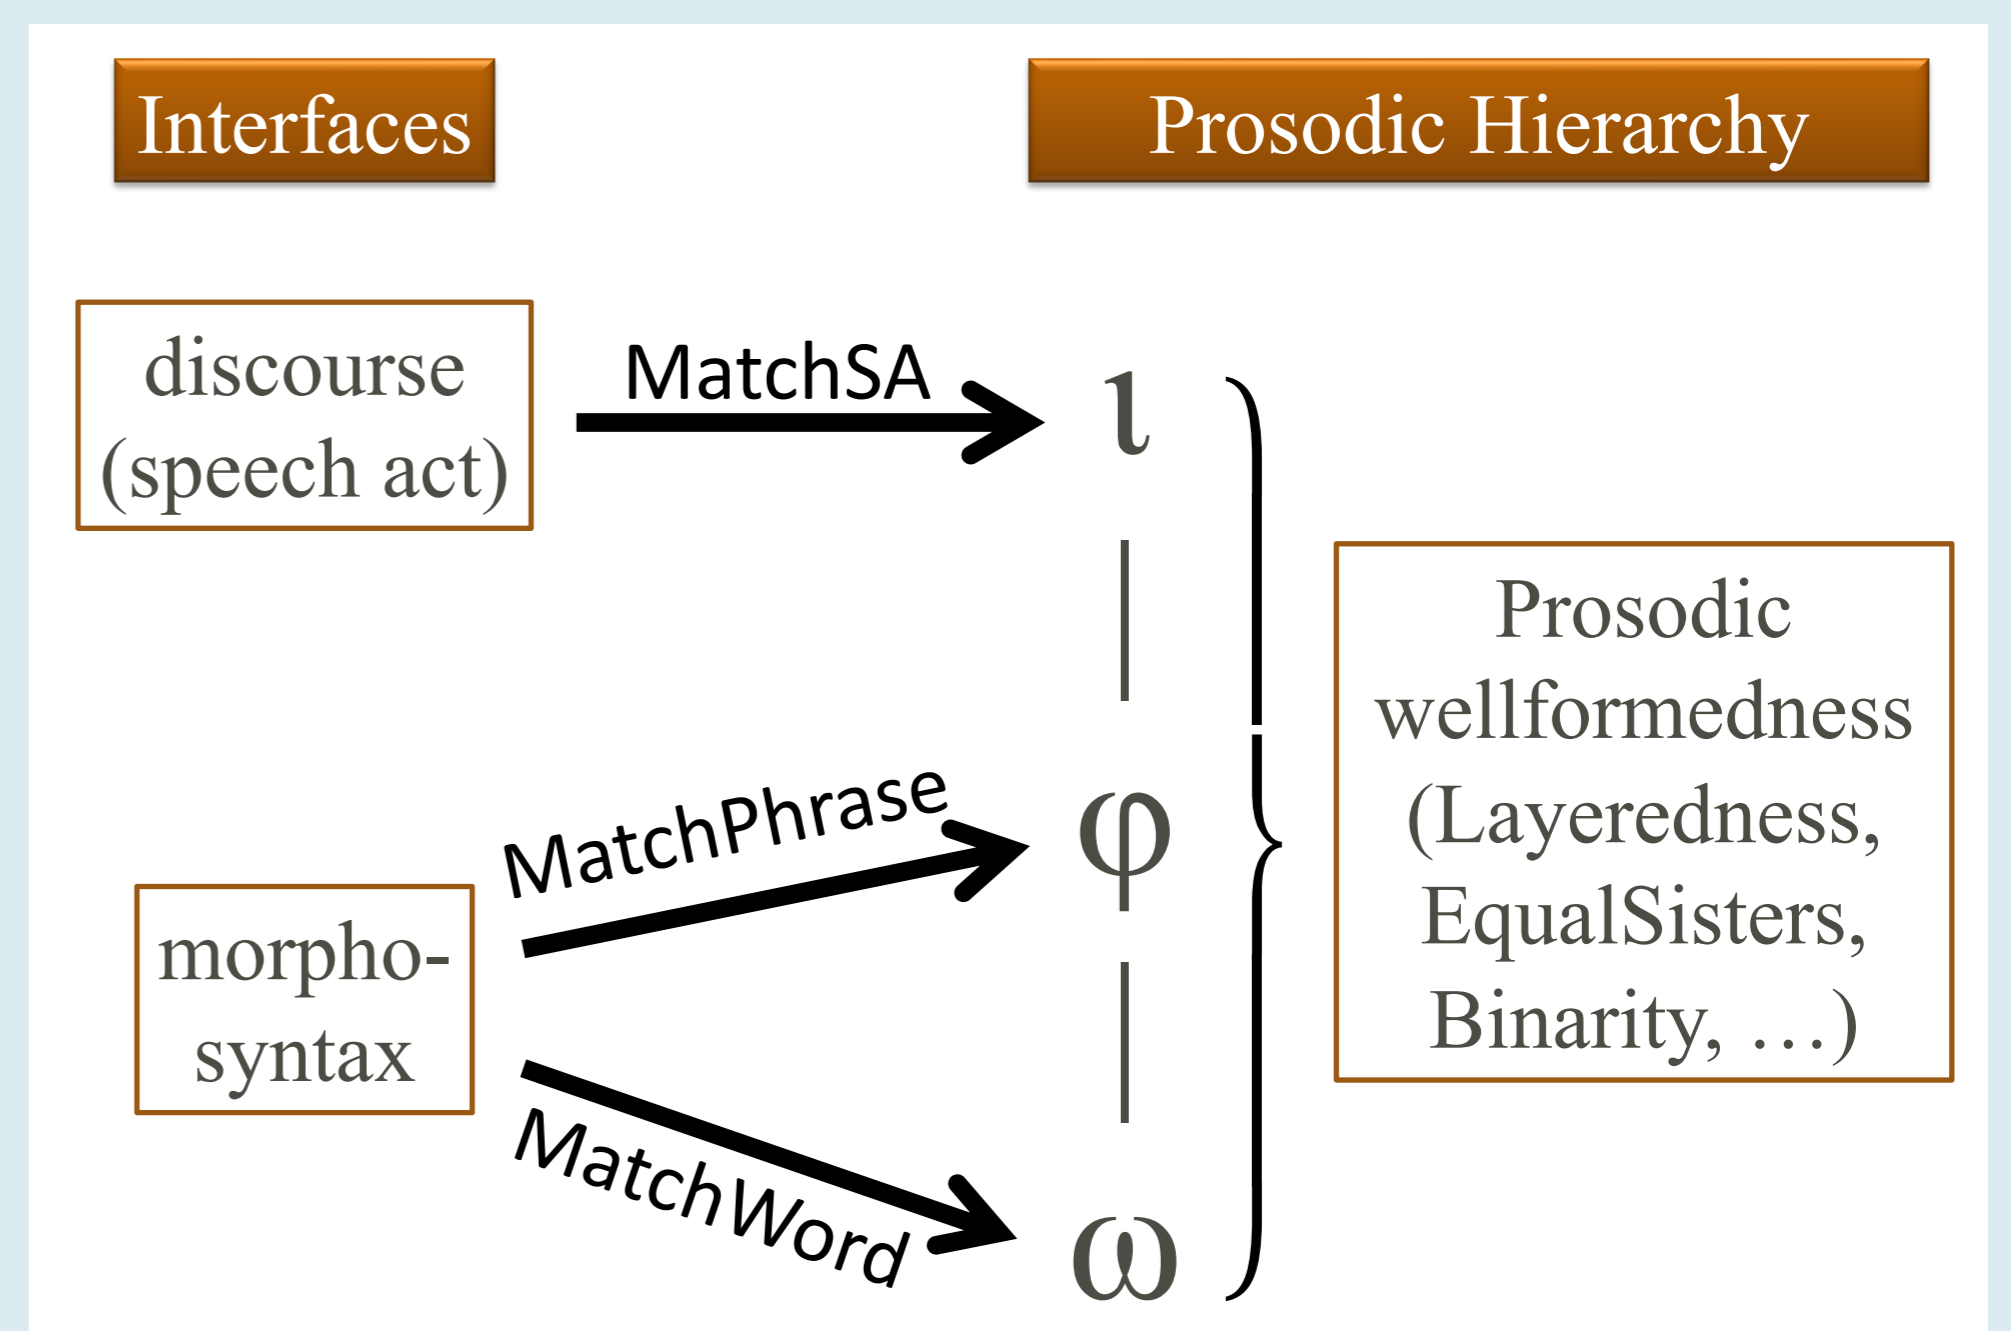 Interfaces
Prosodic Hierarchy
discourse
(speech act)
MatchSA
ι
MatchPhrase
φ
morpho-
syntax
MatchWord
ω
Prosodic
wellformedness
(Layeredness,
EqualSisters,
Binarity, …)